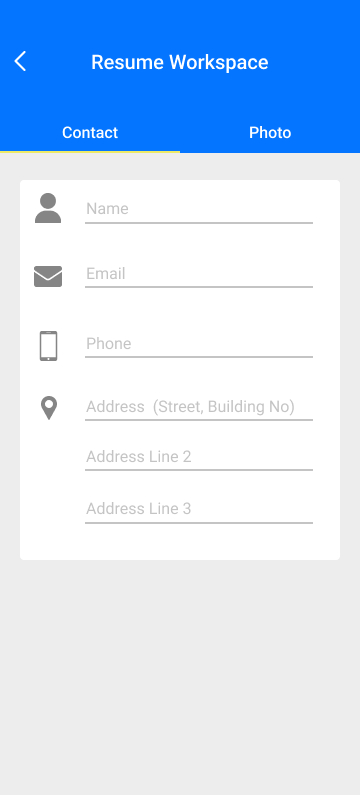 Resume Workspace
Contact Photo
Name
Email
Phone
Address (Street, Building No)
Address Line 2
Address Line 3